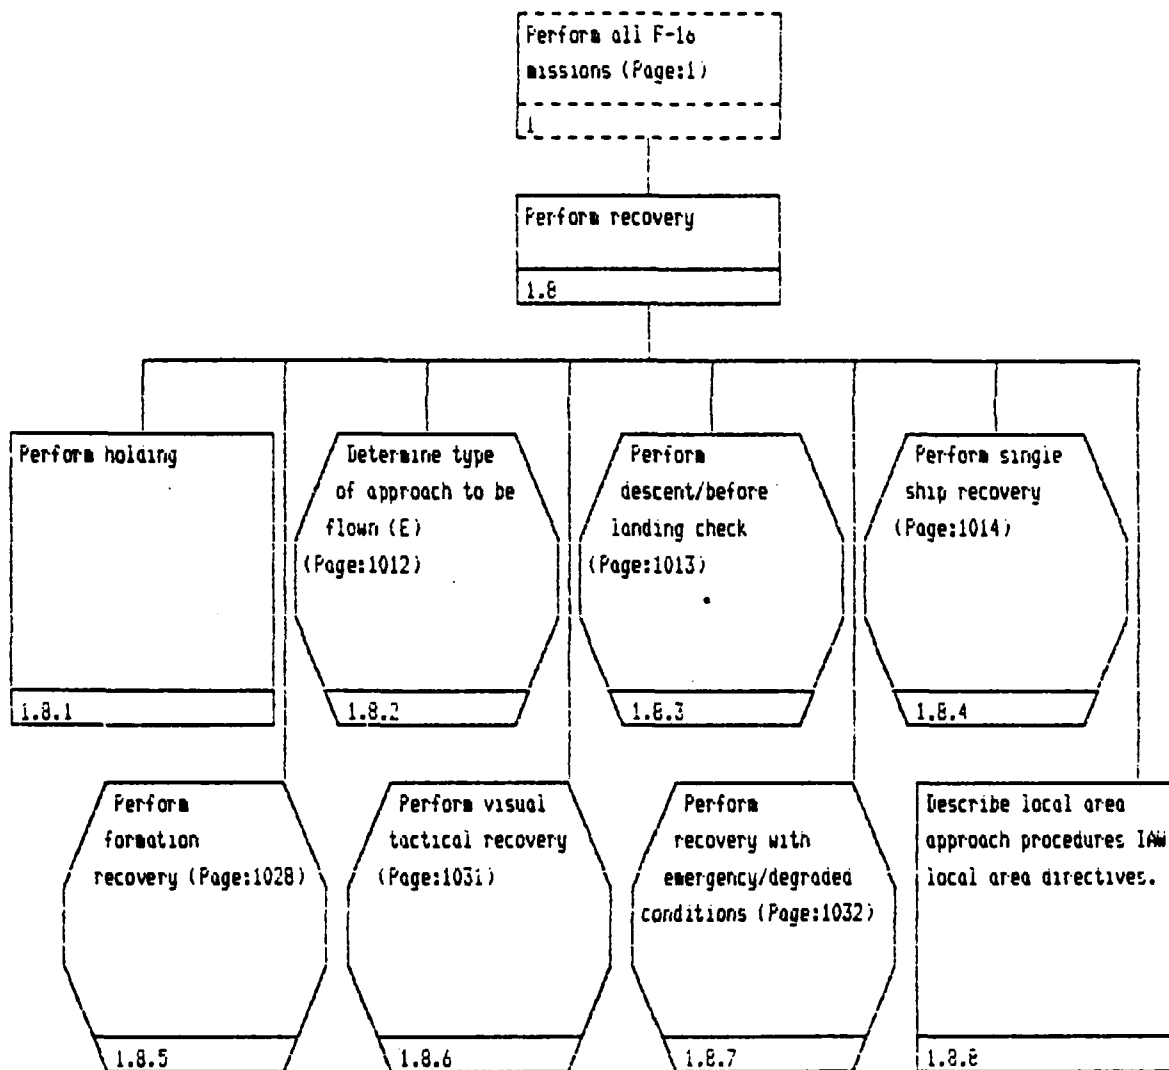 Perform all F-16
missions (Page:1)
1
Perform recovery
1.8
Perform holding
1.8.1
Determine type
of approach to be
flown (E)
(Page:1012)
1.8.2
Perform
descent/before
landing check
(Page:1013)
1.8.3
Perform single
ship recovery
(Page:1014)
1.8.4
Perform
formation
recovery (Page:1028)
1.8.5
Perform visual
tactical recovery
(Page:1031)
1.8.6
Perform
recovery with
emergency/degraded
conditions (Page:1032)
1.8.7
Describe local area
approach procedures IAW
local area directives.
1.8.8